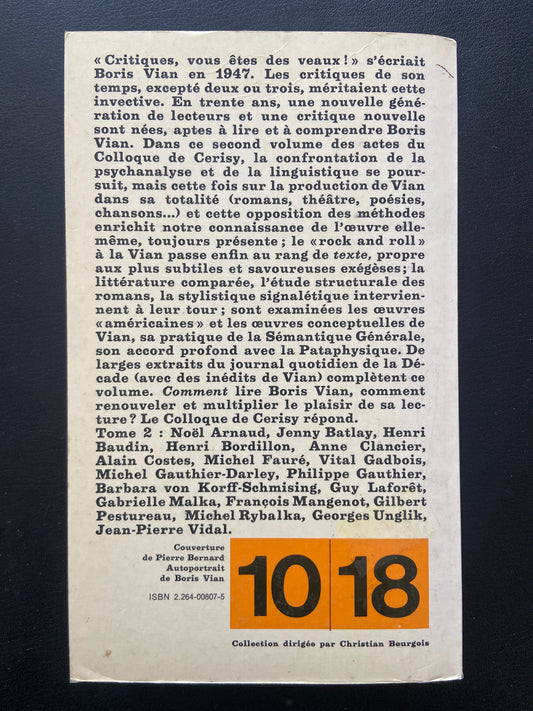 « Critiques, vous êtes des veaux ! » s'écriait
Boris Vian en 1947. Les critiques de son
temps, excepté deux ou trois, méritaient cette
invective. En trente ans, une nouvelle géné-
ration de lecteurs et une critique nouvelle
sont nées, aptes à lire et à comprendre Boris
Vian. Dans ce second volume des actes du
Colloque de Cerisy, la confrontation de la
psychanalyse et de la linguistique se pour-
suit, mais cette fois sur la production de Vian
dans sa totalité (romans, théâtre, poésies,
chansons...) et cette opposition des méthodes
enrichit notre connaissance de l'œuvre elle-
même, toujours présente ; le « rock and roll »
à la Vian passe enfin au rang de texte, propre
aux plus subtiles et savoureuses exégèses ; la
littérature comparée, l'étude structurale des
romans, la stylistique signalétique intervien-
nent à leur tour ; sont examinées les œuvres
« américaines » et les œuvres conceptuelles de
Vian, sa pratique de la Sémantique Générale,
son accord profond avec la Pataphysique. De
larges extraits du journal quotidien de la Dé-
cade (avec des inédits de Vian) complètent ce
volume. Comment lire Boris Vian, comment
renouveler et multiplier le plaisir de sa lec-
ture ? Le Colloque de Cerisy répond.
Tome 2 : Noël Arnaud, Jenny Batlay, Henri
Baudin, Henri Bordillon, Anne Clancier,
Alain Costes, Michel Fauré, Vital Gadbois,
Michel Gauthier-Darley, Philippe Gauthier,
Barbara von Korff-Schmising, Guy Laforêt,
Gabrielle Malka, François Mangenot, Gilbert
Pestureau, Michel Rybalka, Georges Unglik,
Jean-Pierre Vidal.
Couverture
de Pierre Bernard
Autoportrait
de Boris Vian
ISBN 2.264-00807-5
10 18
Collection dirigée par Christian Bourgois